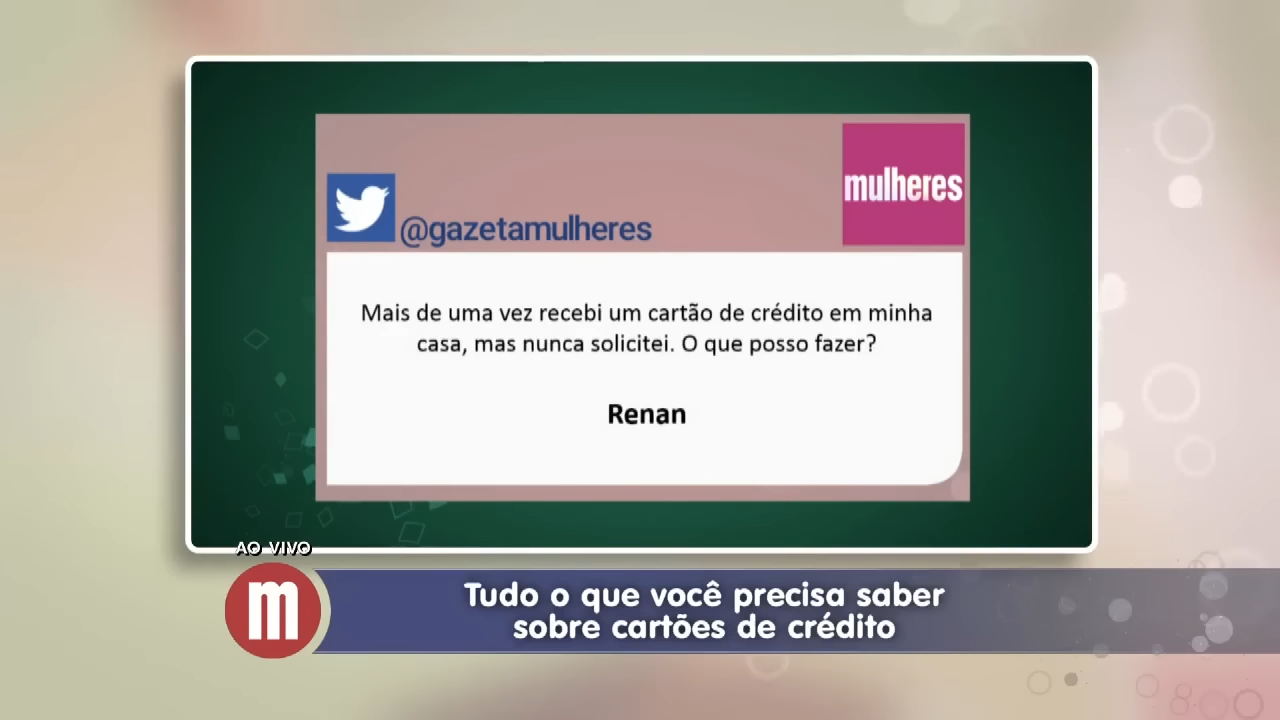 mulheres
@gazetamulheres
Mais de uma vez recebi um cartão de crédito em minha
casa, mas nunca solicitei. O que posso fazer?
Renan
AO VIVO
m
Tudo o que você precisa saber
sobre cartões de crédito